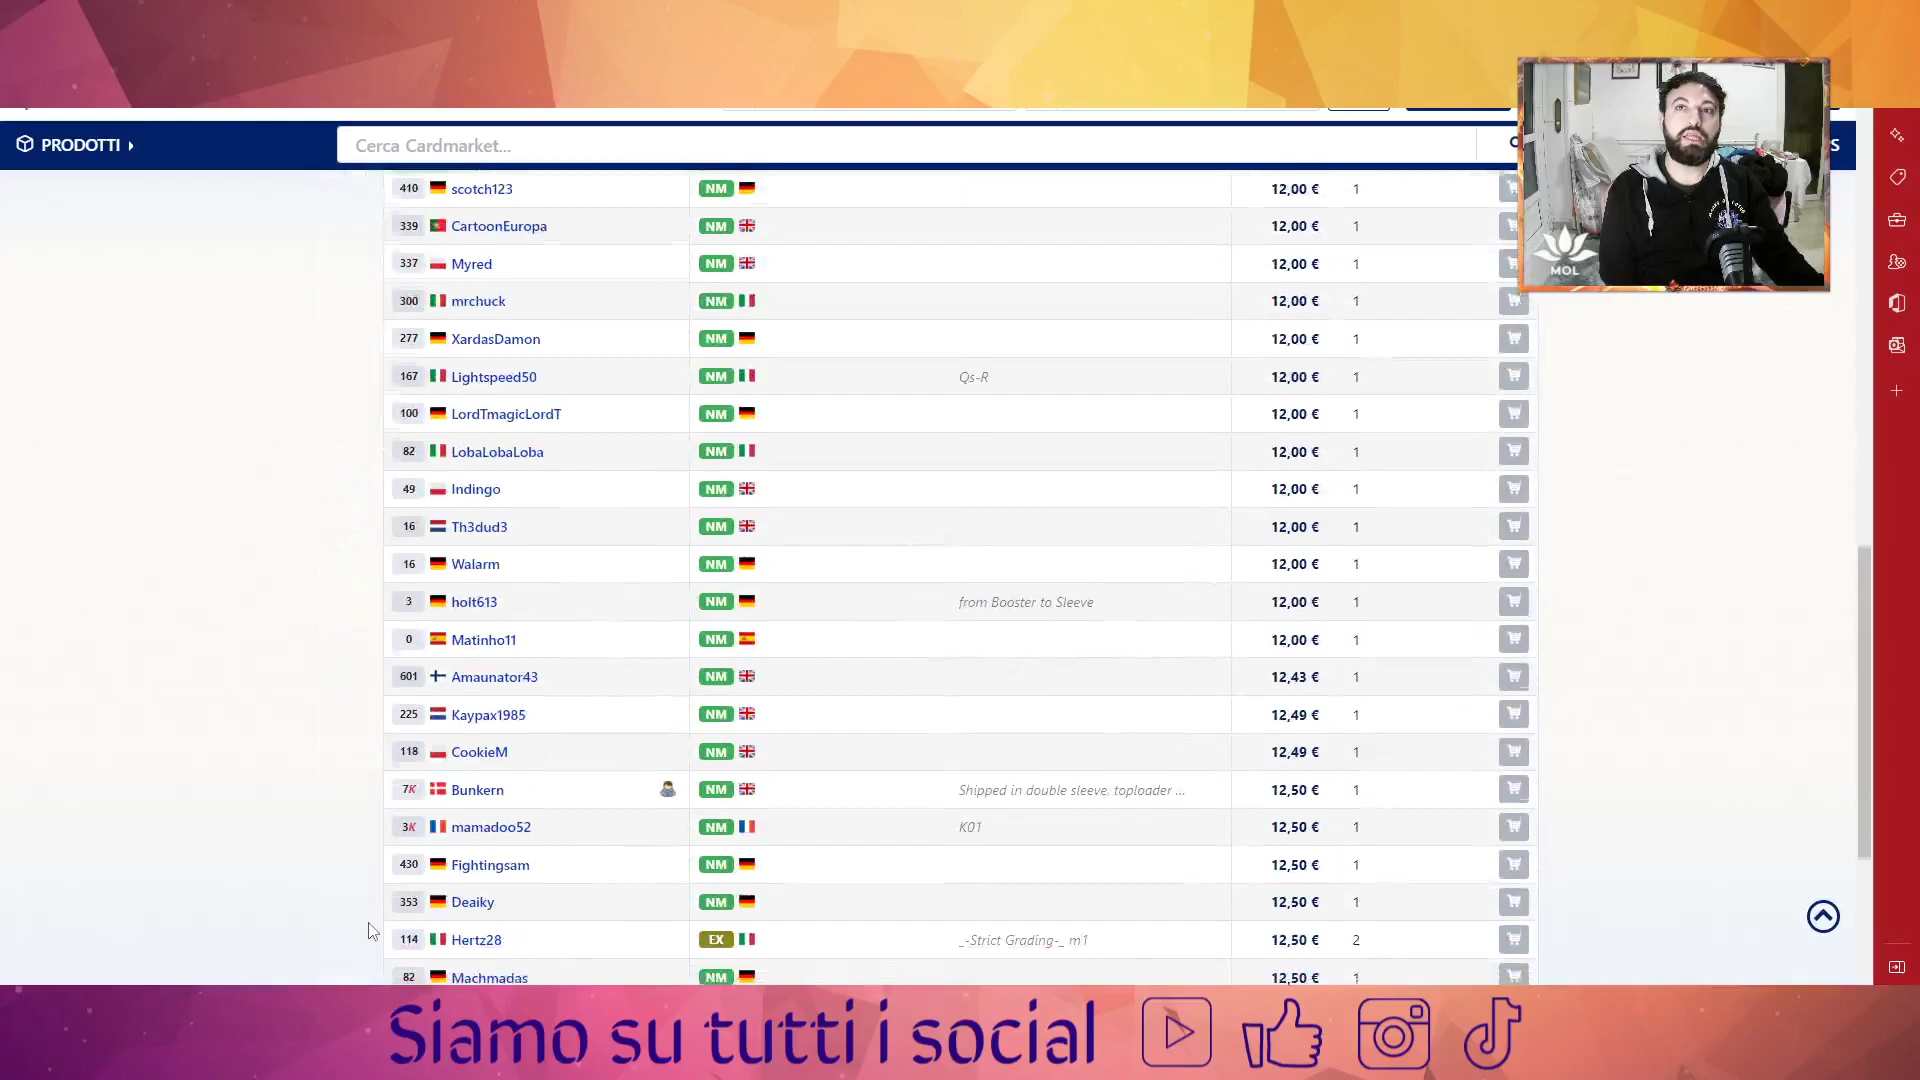 PRODOTTI
Cerca Cardmarket...
S
410 scotch123 NM 12,00 € 1
339 CartoonEuropa NM 12,00 € 1
337 Myred NM 12,00 € 1
300 mrchuck NM 12,00 € 1
277 XardasDamon NM 12,00 € 1
167 Lightspeed50 NM Qs-R 12,00 € 1
100 LordTmagicLordT NM 12,00 € 1
82 LobaLobaLoba NM 12,00 € 1
49 Indingo NM 12,00 € 1
16 Th3dud3 NM 12,00 € 1
16 Walarm NM 12,00 € 1
3 holt613 NM from Booster to Sleeve 12,00 € 1
0 Matinho11 NM 12,00 € 1
601 Amaunator43 NM 12,43 € 1
225 Kaypax1985 NM 12,49 € 1
118 CookieM NM 12,49 € 1
7K Bunkern NM Shipped in double sleeve, toploader ... 12,50 € 1
3K mamadoo52 NM K01 12,50 € 1
430 Fightingsam NM 12,50 € 1
353 Deaiky NM 12,50 € 1
114 Hertz28 EX _-Strict Grading-_ m1 12,50 € 2
82 Machmadas NM 12,50 € 1
MOL
Siamo su tutti i social